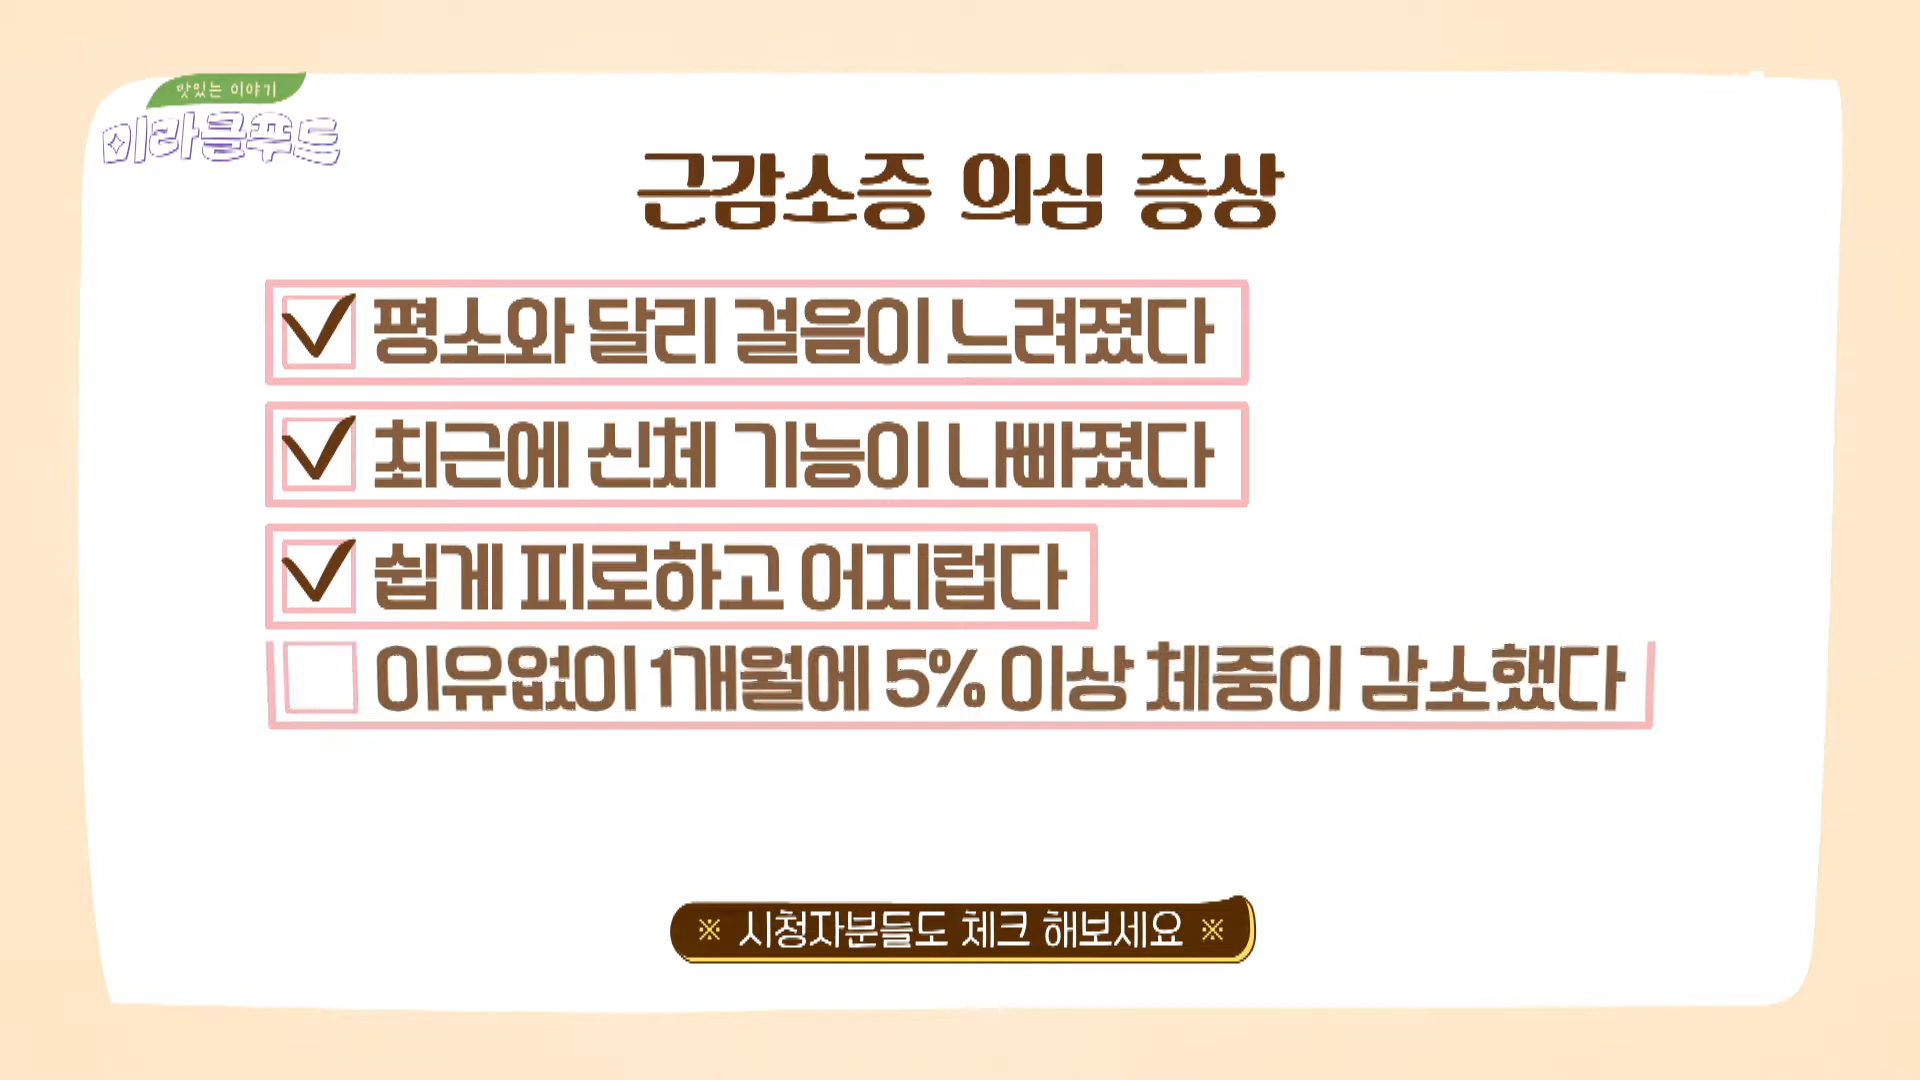 맛있는 이야기
미라클푸드
근감소증 의심 증상
평소와 달리 걸음이 느려졌다
최근에 신체 기능이 나빠졌다
쉽게 피로하고 어지럽다
이유없이 1개월에 5% 이상 체중이 감소했다
※ 시청자분들도 체크 해보세요 ※